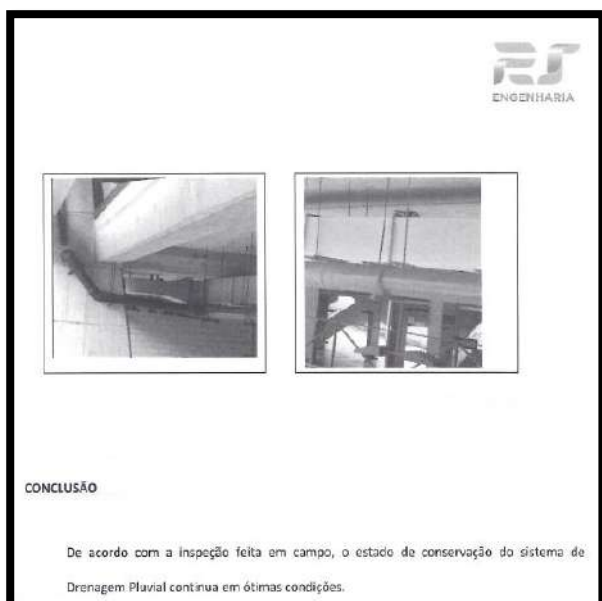 RS
ENGENHARIA
CONCLUSÃO
De acordo com a inspeção feita em campo, o estado de conservação do sistema de
Drenagem Pluvial continua em ótimas condições.